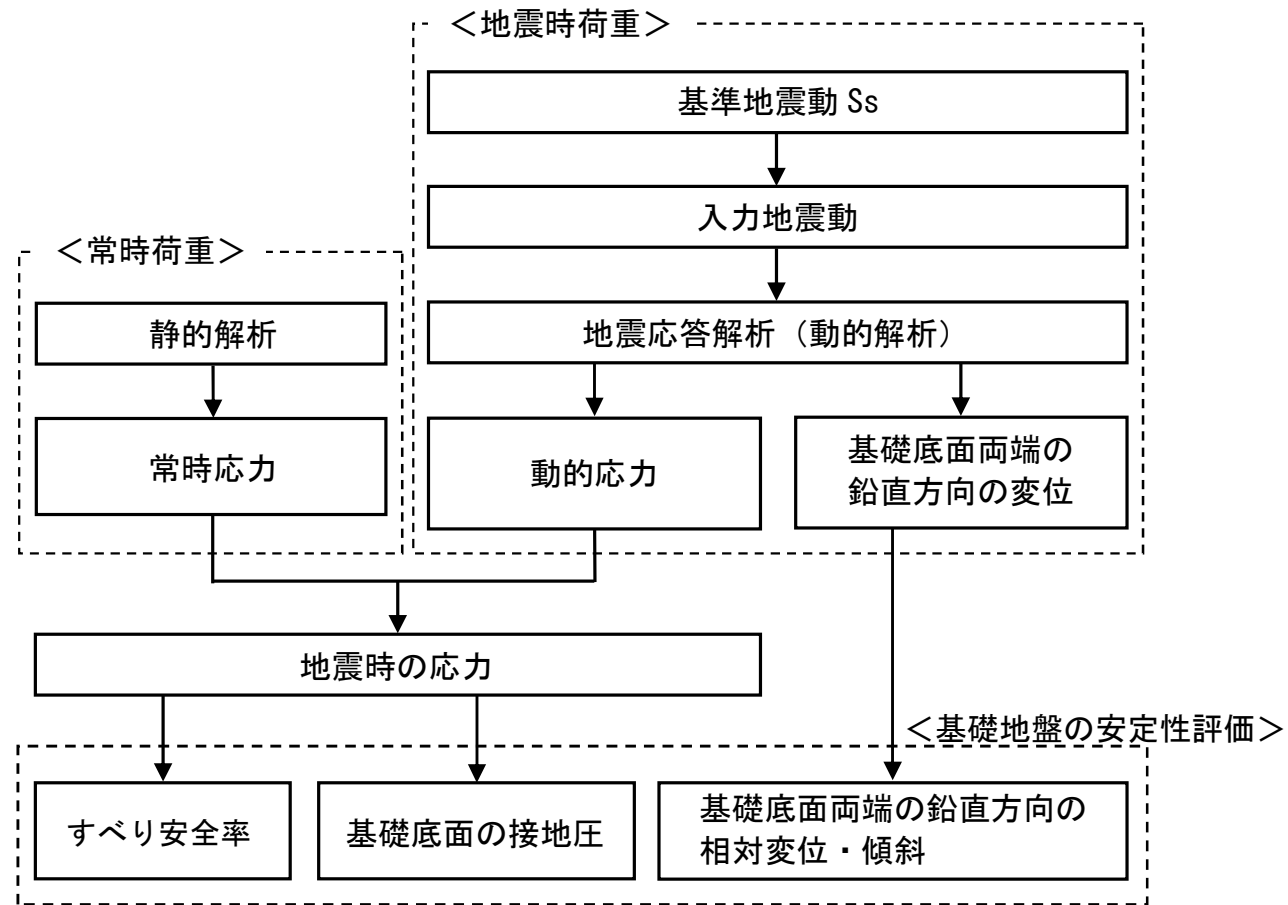 ＜地震時荷重＞
基準地震動 Ss
入力地震動
＜常時荷重＞
静的解析
地震応答解析（動的解析）
常時応力
動的応力
基礎底面両端の
鉛直方向の変位
地震時の応力
＜基礎地盤の安定性評価＞
すべり安全率
基礎底面の接地圧
基礎底面両端の鉛直方向の
相対変位・傾斜